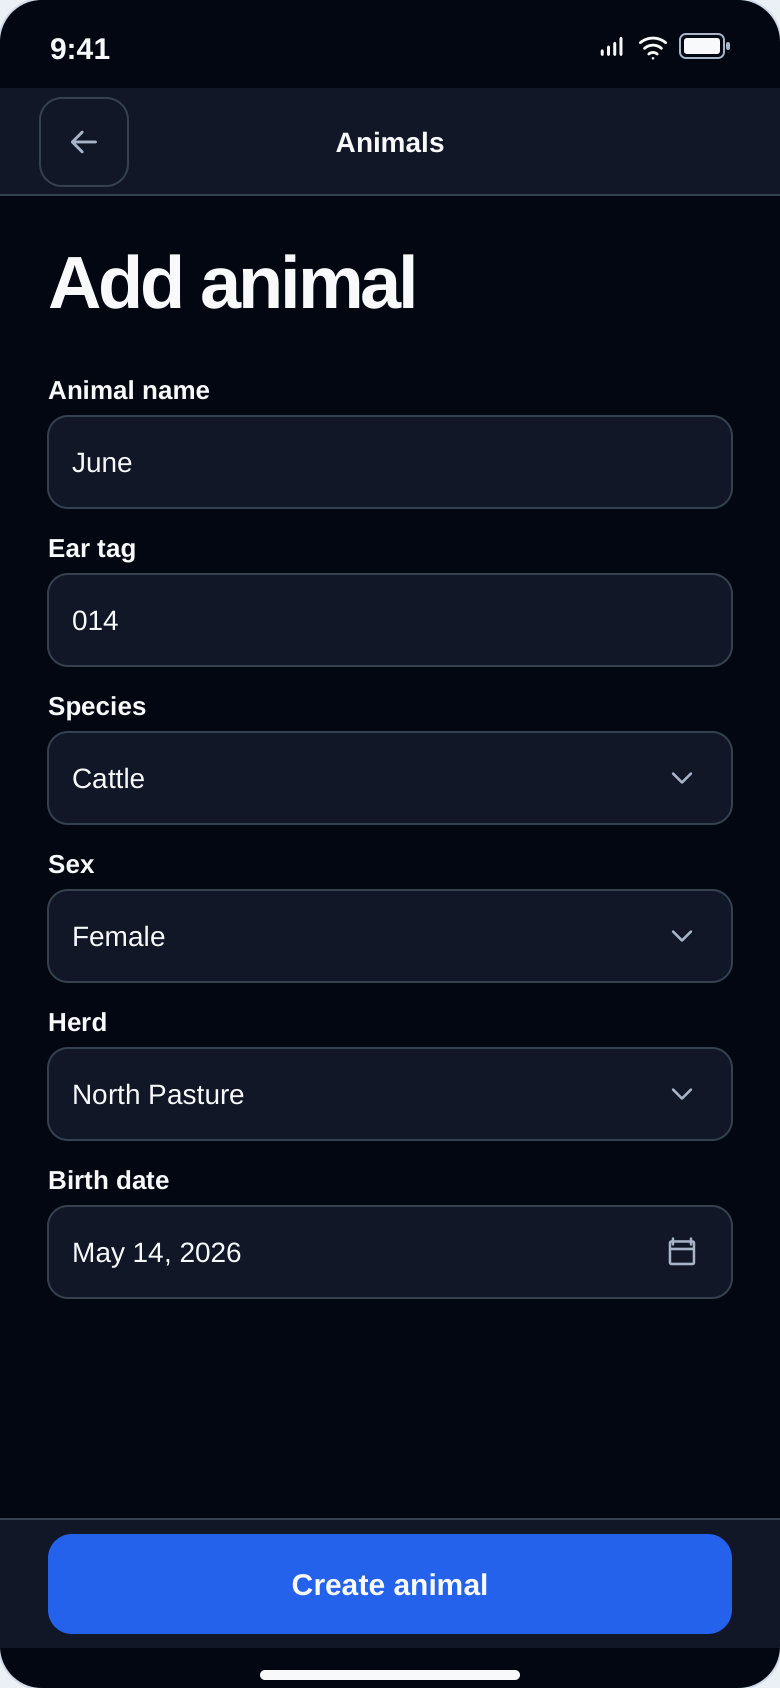 9:41
Animals
Add animal
Animal name
June
Ear tag
014
Species
Cattle
Sex
Female
Herd
North Pasture
Birth date
May 14, 2026
Create animal